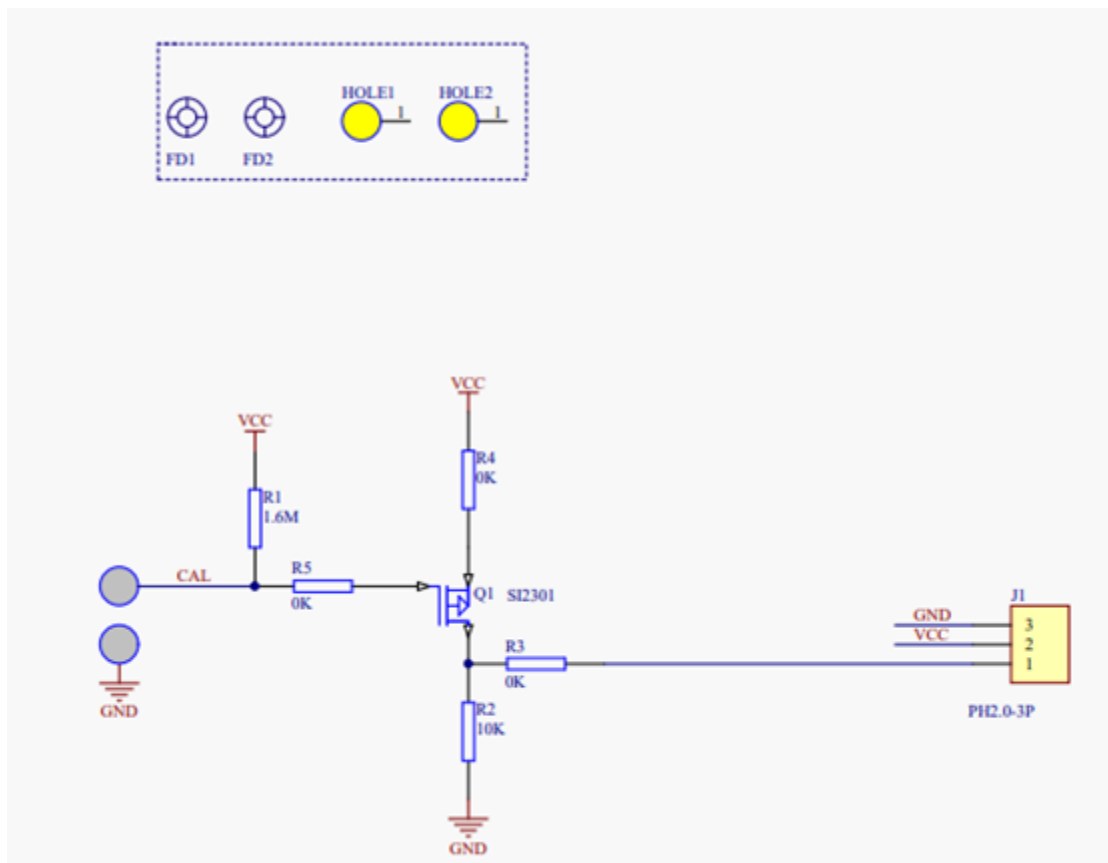 HOLE1
HOLE2
1
1
FD1
FD2
VCC
VCC
R4
0K
R1
1.6M
R5
CAL
0K
Q1
SI2301
J1
GND
3
VCC
2
1
R3
0K
R2
10K
GND
PH2.0-3P
GND